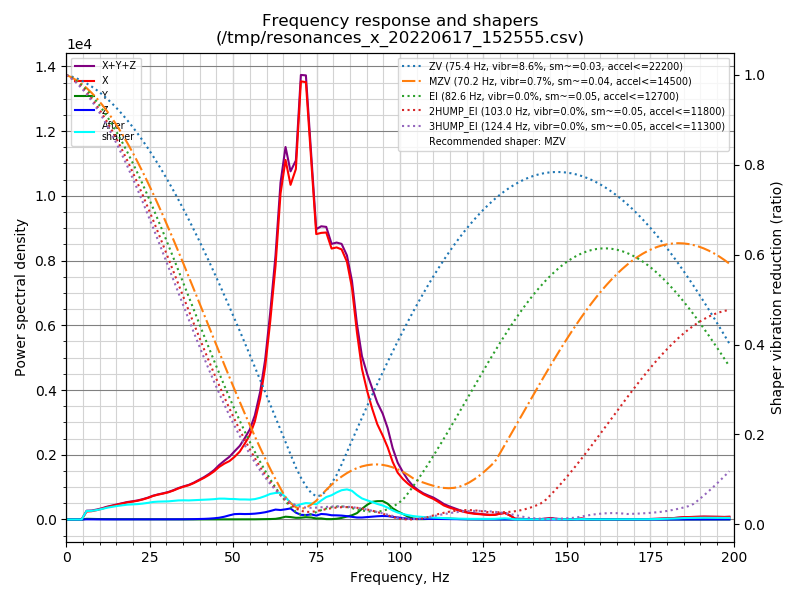 Frequency response and shapers
(/tmp/resonances_x_20220617_152555.csv)
1e4
X+Y+Z
X
Y
Z
After
shaper
ZV (75.4 Hz, vibr=8.6%, sm~=0.03, accel<=22200)
MZV (70.2 Hz, vibr=0.7%, sm~=0.04, accel<=14500)
EI (82.6 Hz, vibr=0.0%, sm~=0.05, accel<=12700)
2HUMP_EI (103.0 Hz, vibr=0.0%, sm~=0.05, accel<=11800)
3HUMP_EI (124.4 Hz, vibr=0.0%, sm~=0.05, accel<=11300)
Recommended shaper: MZV
1.4
1.2
1.0
0.8
0.6
0.4
0.2
0.0
Power spectral density
1.0
0.8
0.6
0.4
0.2
0.0
Shaper vibration reduction (ratio)
0 25 50 75 100 125 150 175 200
Frequency, Hz